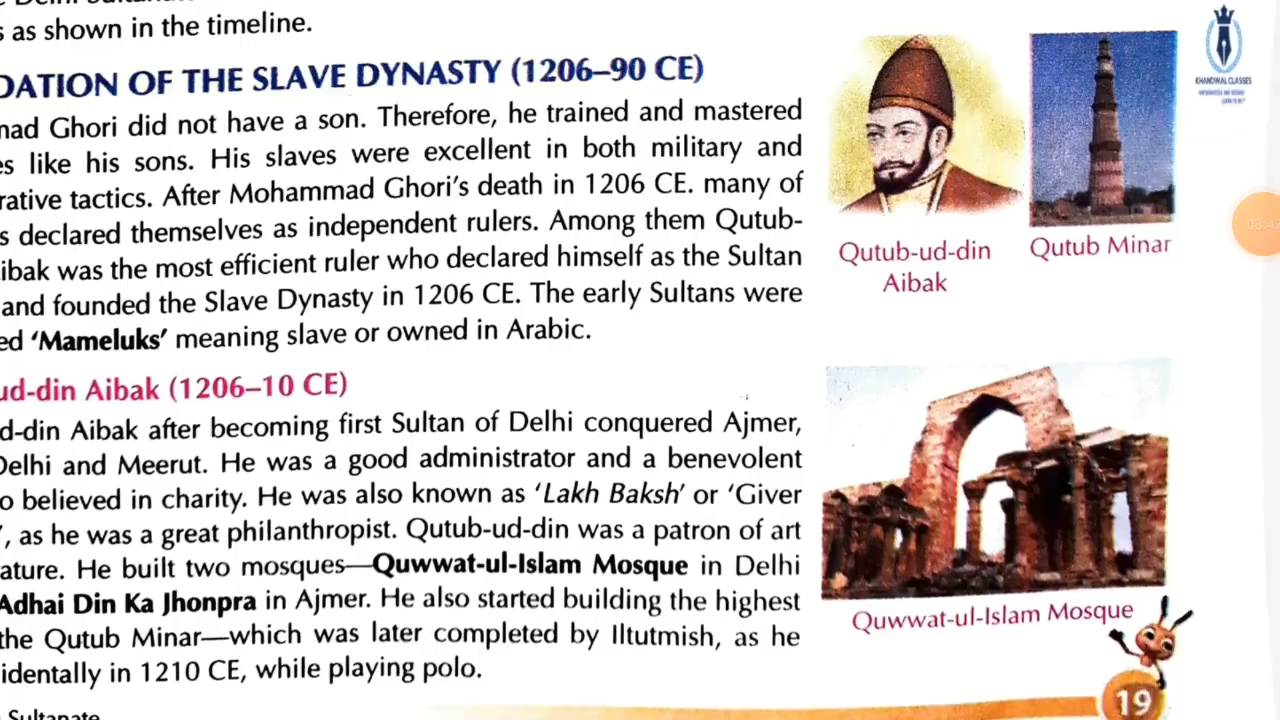 s as shown in the timeline.
DATION OF THE SLAVE DYNASTY (1206–90 CE)
nad Ghori did not have a son. Therefore, he trained and mastered
es like his sons. His slaves were excellent in both military and
rative tactics. After Mohammad Ghori's death in 1206 CE. many of
s declared themselves as independent rulers. Among them Qutub-
ibak was the most efficient ruler who declared himself as the Sultan
and founded the Slave Dynasty in 1206 CE. The early Sultans were
ed 'Mameluks' meaning slave or owned in Arabic.
ud-din Aibak (1206–10 CE)
d-din Aibak after becoming first Sultan of Delhi conquered Ajmer,
Delhi and Meerut. He was a good administrator and a benevolent
o believed in charity. He was also known as 'Lakh Baksh' or 'Giver
', as he was a great philanthropist. Qutub-ud-din was a patron of art
ature. He built two mosques—Quwwat-ul-Islam Mosque in Delhi
Adhai Din Ka Jhonpra in Ajmer. He also started building the highest
the Qutub Minar—which was later completed by Iltutmish, as he
identally in 1210 CE, while playing polo.
Sultanate
KHANDWAL CLASSES
Qutub-ud-din
Aibak
Qutub Minar
Quwwat-ul-Islam Mosque
19